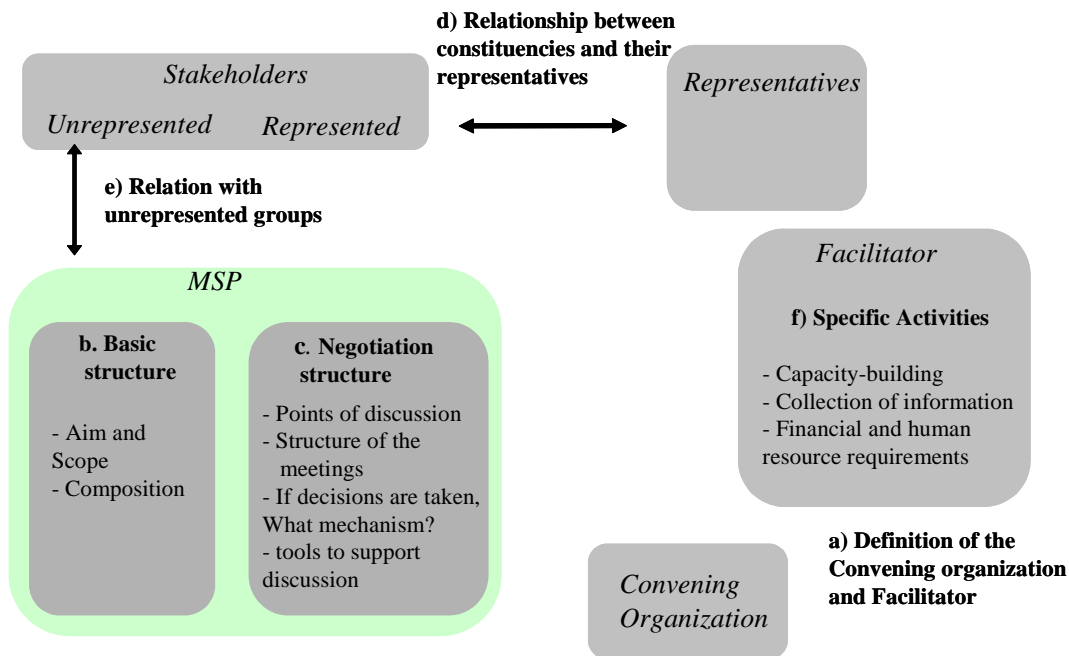 d) Relationship between
constituencies and their
representatives
Stakeholders
Unrepresented Represented
Representatives
e) Relation with
unrepresented groups
MSP
b. Basic
structure
- Aim and
Scope
- Composition
c. Negotiation
structure
- Points of discussion
- Structure of the
meetings
- If decisions are taken,
What mechanism?
- tools to support
discussion
Facilitator
f) Specific Activities
- Capacity-building
- Collection of information
- Financial and human
resource requirements
a) Definition of the
Convening organization
and Facilitator
Convening
Organization